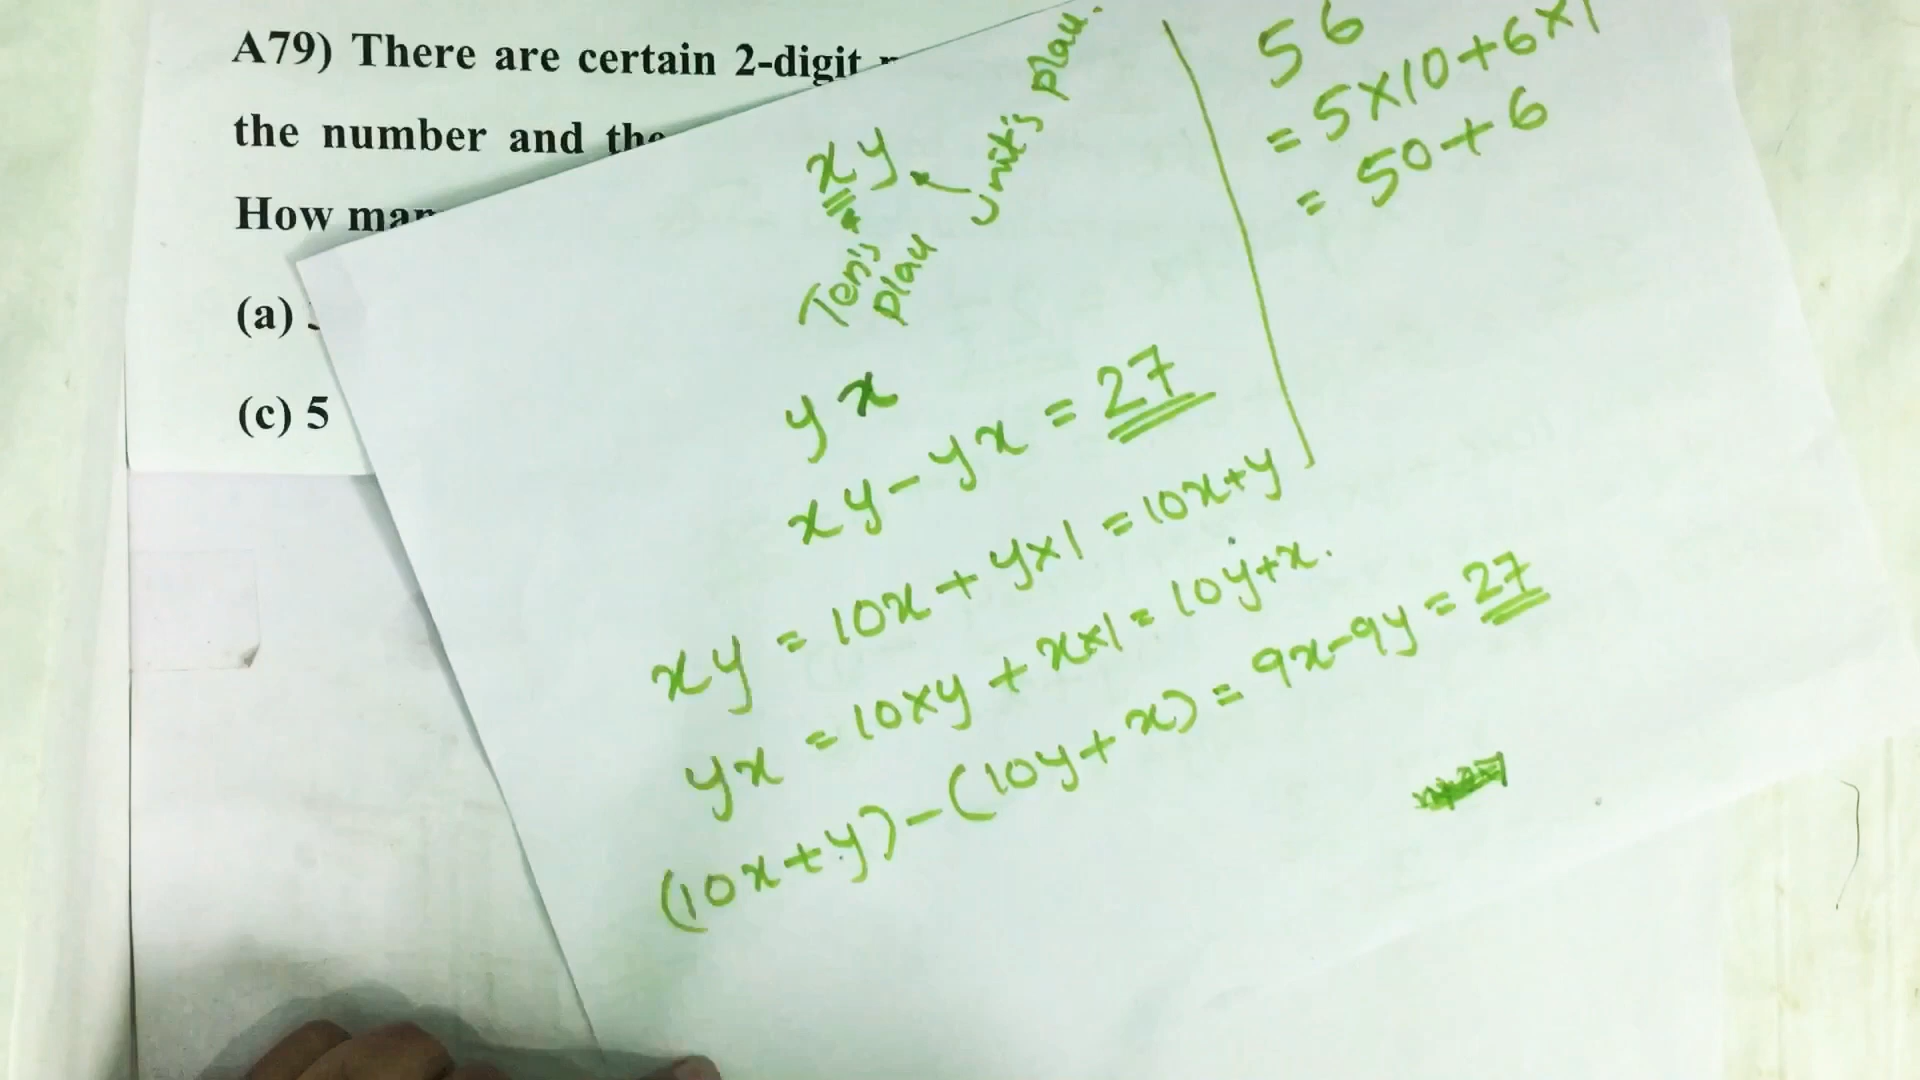 A79) There are certain 2-digit
the number and the
How man
(a)
(c) 5
xy
Ten's place
Unit's place.
yx
xy - yx = 27
xy = 10x + y×1 = 10x+y
yx = 10×y + x×1 = 10y+x.
(10x+y)-(10y+x) = 9x-9y = 27
56
= 5×10+6×1
= 50+6